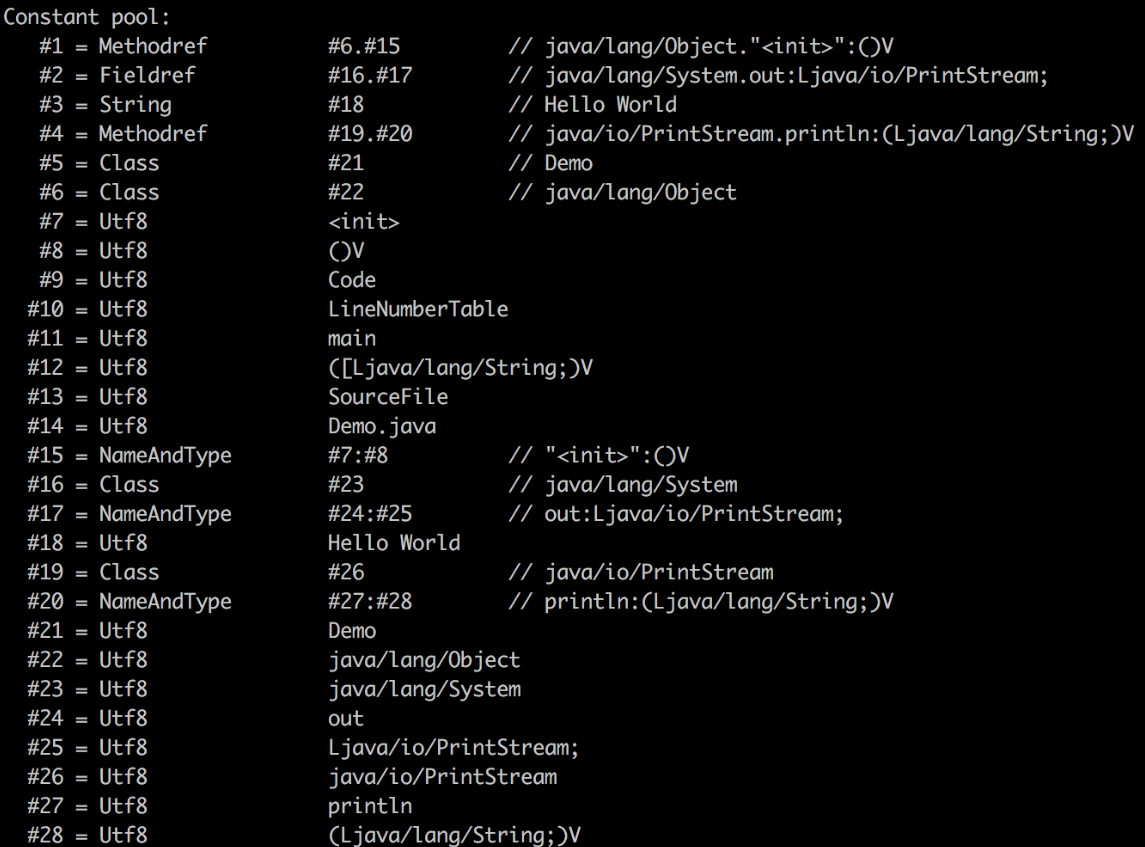 Constant pool:
   #1 = Methodref          #6.#15         // java/lang/Object."<init>":()V
   #2 = Fieldref           #16.#17        // java/lang/System.out:Ljava/io/PrintStream;
   #3 = String             #18            // Hello World
   #4 = Methodref          #19.#20        // java/io/PrintStream.println:(Ljava/lang/String;)V
   #5 = Class              #21            // Demo
   #6 = Class              #22            // java/lang/Object
   #7 = Utf8               <init>
   #8 = Utf8               ()V
   #9 = Utf8               Code
  #10 = Utf8               LineNumberTable
  #11 = Utf8               main
  #12 = Utf8               ([Ljava/lang/String;)V
  #13 = Utf8               SourceFile
  #14 = Utf8               Demo.java
  #15 = NameAndType        #7:#8          // "<init>":()V
  #16 = Class              #23            // java/lang/System
  #17 = NameAndType        #24:#25        // out:Ljava/io/PrintStream;
  #18 = Utf8               Hello World
  #19 = Class              #26            // java/io/PrintStream
  #20 = NameAndType        #27:#28        // println:(Ljava/lang/String;)V
  #21 = Utf8               Demo
  #22 = Utf8               java/lang/Object
  #23 = Utf8               java/lang/System
  #24 = Utf8               out
  #25 = Utf8               Ljava/io/PrintStream;
  #26 = Utf8               java/io/PrintStream
  #27 = Utf8               println
  #28 = Utf8               (Ljava/lang/String;)V